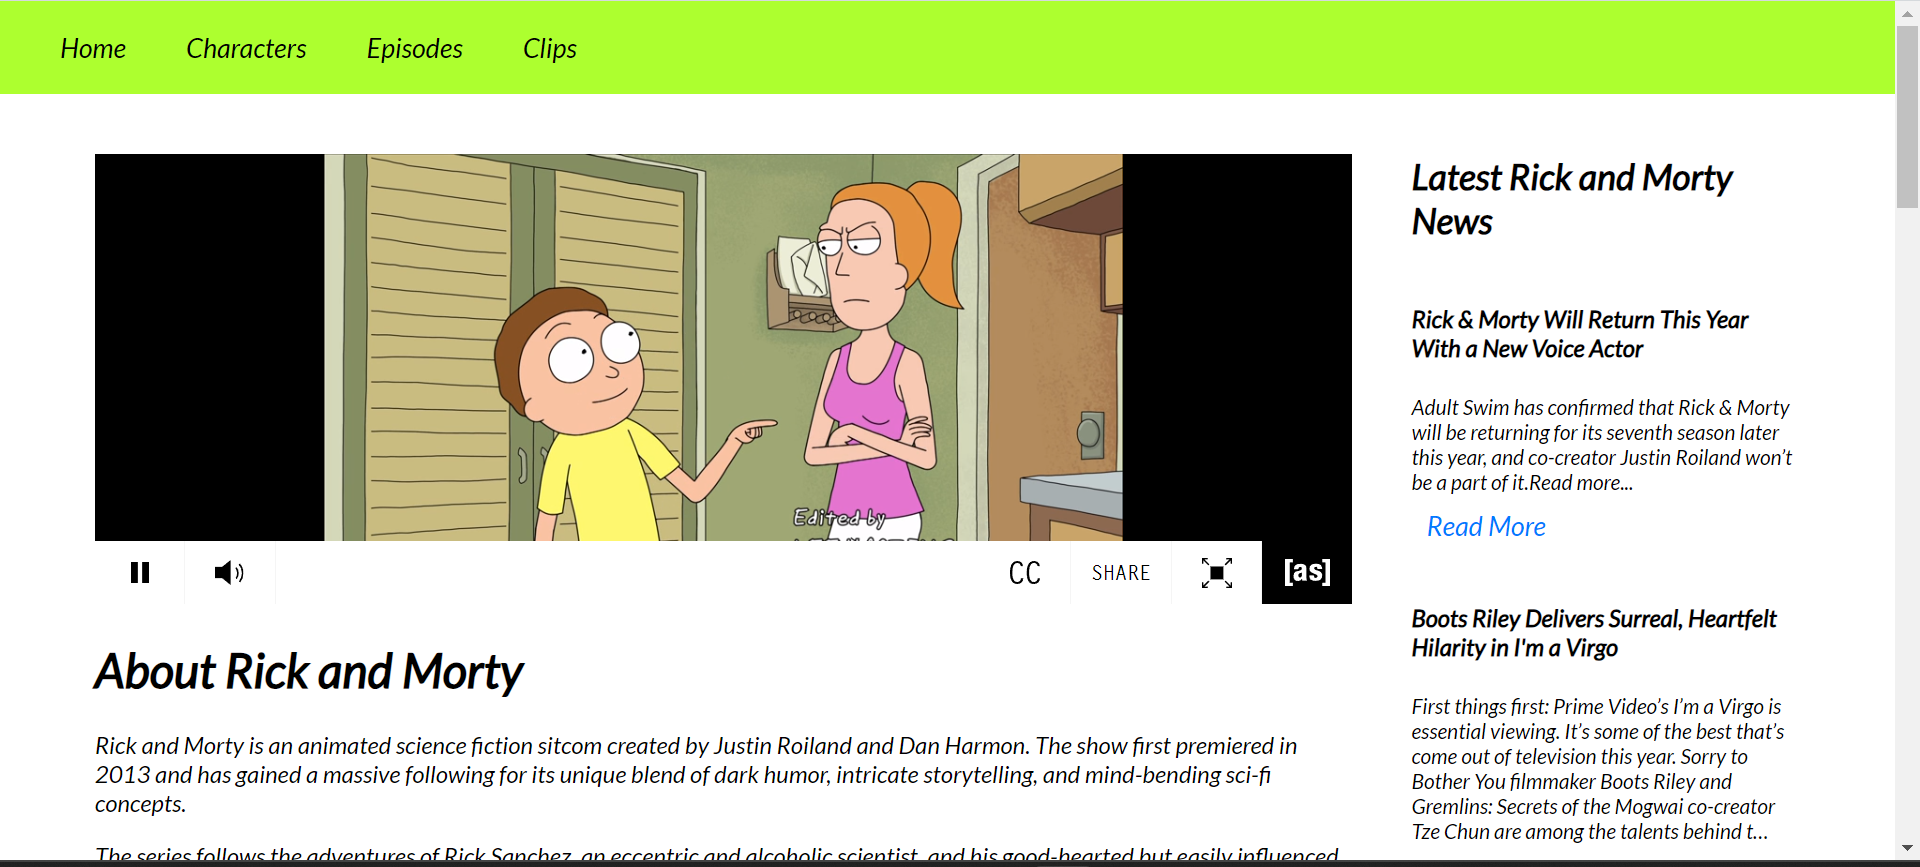 Home Characters Episodes Clips
Edited by
CC SHARE [as]
About Rick and Morty
Rick and Morty is an animated science fiction sitcom created by Justin Roiland and Dan Harmon. The show first premiered in
2013 and has gained a massive following for its unique blend of dark humor, intricate storytelling, and mind-bending sci-fi
concepts.
The series follows the adventures of Rick Sanchez, an eccentric and alcoholic scientist, and his good-hearted but easily influenced
Latest Rick and Morty
News
Rick & Morty Will Return This Year
With a New Voice Actor
Adult Swim has confirmed that Rick & Morty
will be returning for its seventh season later
this year, and co-creator Justin Roiland won’t
be a part of it.Read more...
Read More
Boots Riley Delivers Surreal, Heartfelt
Hilarity in I'm a Virgo
First things first: Prime Video’s I’m a Virgo is
essential viewing. It’s some of the best that’s
come out of television this year. Sorry to
Bother You filmmaker Boots Riley and
Gremlins: Secrets of the Mogwai co-creator
Tze Chun are among the talents behind t...